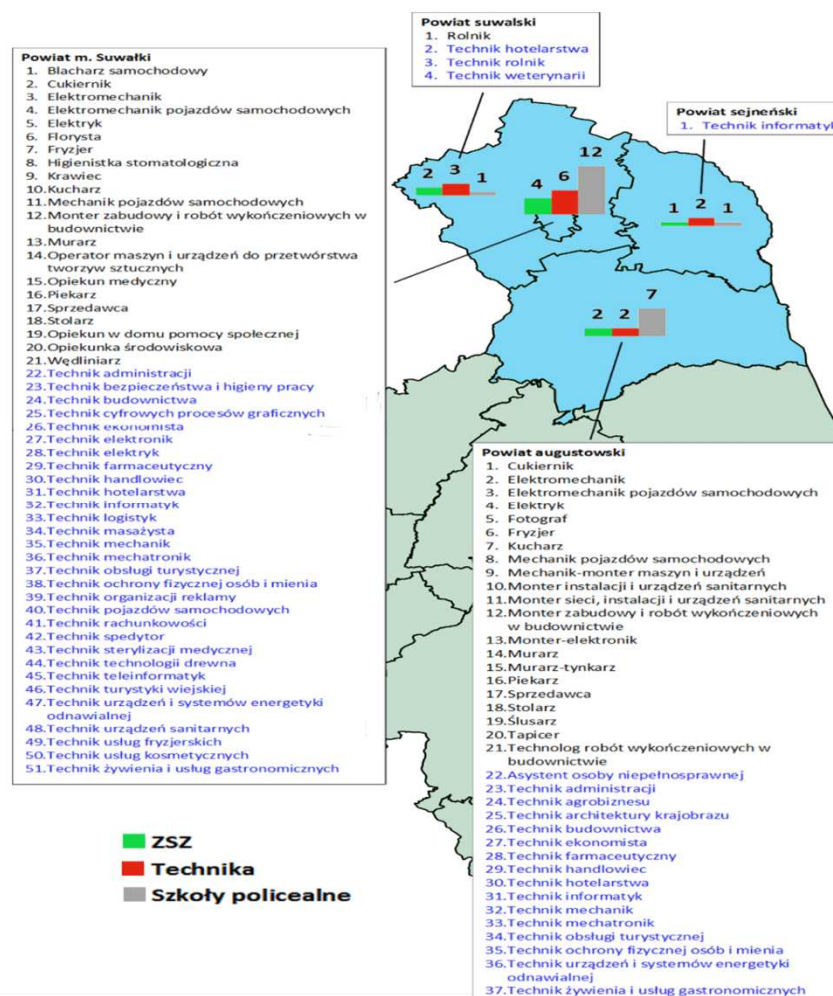 Powiat suwalski
1. Rolnik
2. Technik hotelarstwa
3. Technik rolnik
4. Technik weterynarii
Powiat m. Suwałki
1. Blacharz samochodowy
2. Cukiernik
3. Elektromechanik
4. Elektromechanik pojazdów samochodowych
5. Elektryk
6. Florysta
7. Fryzjer
8. Higienistka stomatologiczna
9. Krawiec
10.Kucharz
11.Mechanik pojazdów samochodowych
12.Monter zabudowy i robót wykończeniowych w
budownictwie
13.Murarz
14.Operator maszyn i urządzeń do przetwórstwa
tworzyw sztucznych
15.Opiekun medyczny
16.Piekarz
17.Sprzedawca
18.Stolarz
19.Opiekun w domu pomocy społecznej
20.Opiekunka środowiskowa
21.Wędliniarz
22.Technik administracji
23.Technik bezpieczeństwa i higieny pracy
24.Technik budownictwa
25.Technik cyfrowych procesów graficznych
26.Technik ekonomista
27.Technik elektronik
28.Technik elektryk
29.Technik farmaceutyczny
30.Technik handlowiec
31.Technik hotelarstwa
32.Technik informatyk
33.Technik logistyk
34.Technik masażysta
35.Technik mechanik
36.Technik mechatronik
37.Technik obsługi turystycznej
38.Technik ochrony fizycznej osób i mienia
39.Technik organizacji reklamy
40.Technik pojazdów samochodowych
41.Technik rachunkowości
42.Technik spedytor
43.Technik sterylizacji medycznej
44.Technik technologii drewna
45.Technik teleinformatyk
46.Technik turystyki wiejskiej
47.Technik urządzeń i systemów energetyki
odnawialnej
48.Technik urządzeń sanitarnych
49.Technik usług fryzjerskich
50.Technik usług kosmetycznych
51.Technik żywienia i usług gastronomicznych
Powiat sejneński
1. Technik informatyk
2 3 1
4 6 12
1 2 1
2 2 7
Powiat augustowski
1. Cukiernik
2. Elektromechanik
3. Elektromechanik pojazdów samochodowych
4. Elektryk
5. Fotograf
6. Fryzjer
7. Kucharz
8. Mechanik pojazdów samochodowych
9. Mechanik-monter maszyn i urządzeń
10.Monter instalacji i urządzeń sanitarnych
11.Monter sieci, instalacji i urządzeń sanitarnych
12.Monter zabudowy i robót wykończeniowych
w budownictwie
13.Monter-elektronik
14.Murarz
15.Murarz-tynkarz
16.Piekarz
17.Sprzedawca
18.Stolarz
19.Ślusarz
20.Tapicer
21.Technolog robót wykończeniowych w
budownictwie
22.Asystent osoby niepełnosprawnej
23.Technik administracji
24.Technik agrobiznesu
25.Technik architektury krajobrazu
26.Technik budownictwa
27.Technik ekonomista
28.Technik farmaceutyczny
29.Technik handlowiec
30.Technik hotelarstwa
31.Technik informatyk
32.Technik mechanik
33.Technik mechatronik
34.Technik obsługi turystycznej
35.Technik ochrony fizycznej osób i mienia
36.Technik urządzeń i systemów energetyki
odnawialnej
37.Technik żywienia i usług gastronomicznych
ZSZ
Technika
Szkoły policealne